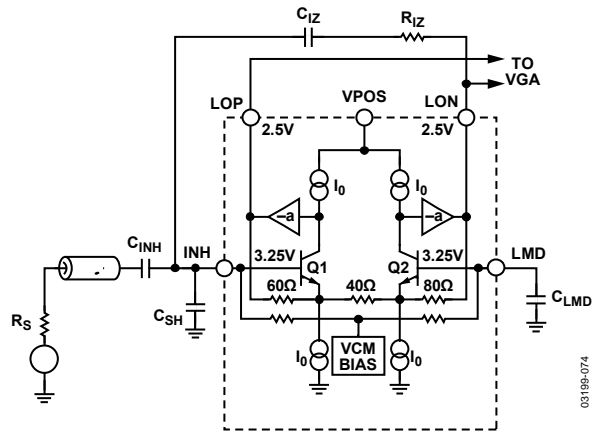 CIZ
RIZ
TO
VGA
LOP
VPOS
LON
2.5V
2.5V
I0
I0
–a
–a
CINH
INH
3.25V
Q1
Q2
3.25V
LMD
60Ω
40Ω
80Ω
RS
CSH
CLMD
I0
VCM
BIAS
I0
03199-074